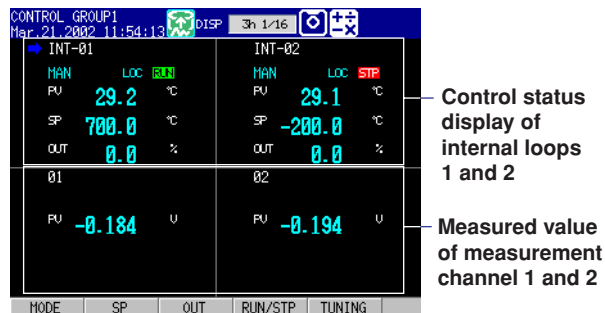 CONTROL GROUP1
Mar.21.2002 11:54:13
DISP
3h 1/16
INT-01
MAN LOC RUN
PV 29.2 ℃
SP 700.0 ℃
OUT 0.0 %
INT-02
MAN LOC STP
PV 29.1 ℃
SP -200.0 ℃
OUT 0.0 %
01
PV -0.184 V
02
PV -0.194 V
MODE SP OUT RUN/STP TUNING
Control status
display of
internal loops
1 and 2
Measured value
of measurement
channel 1 and 2